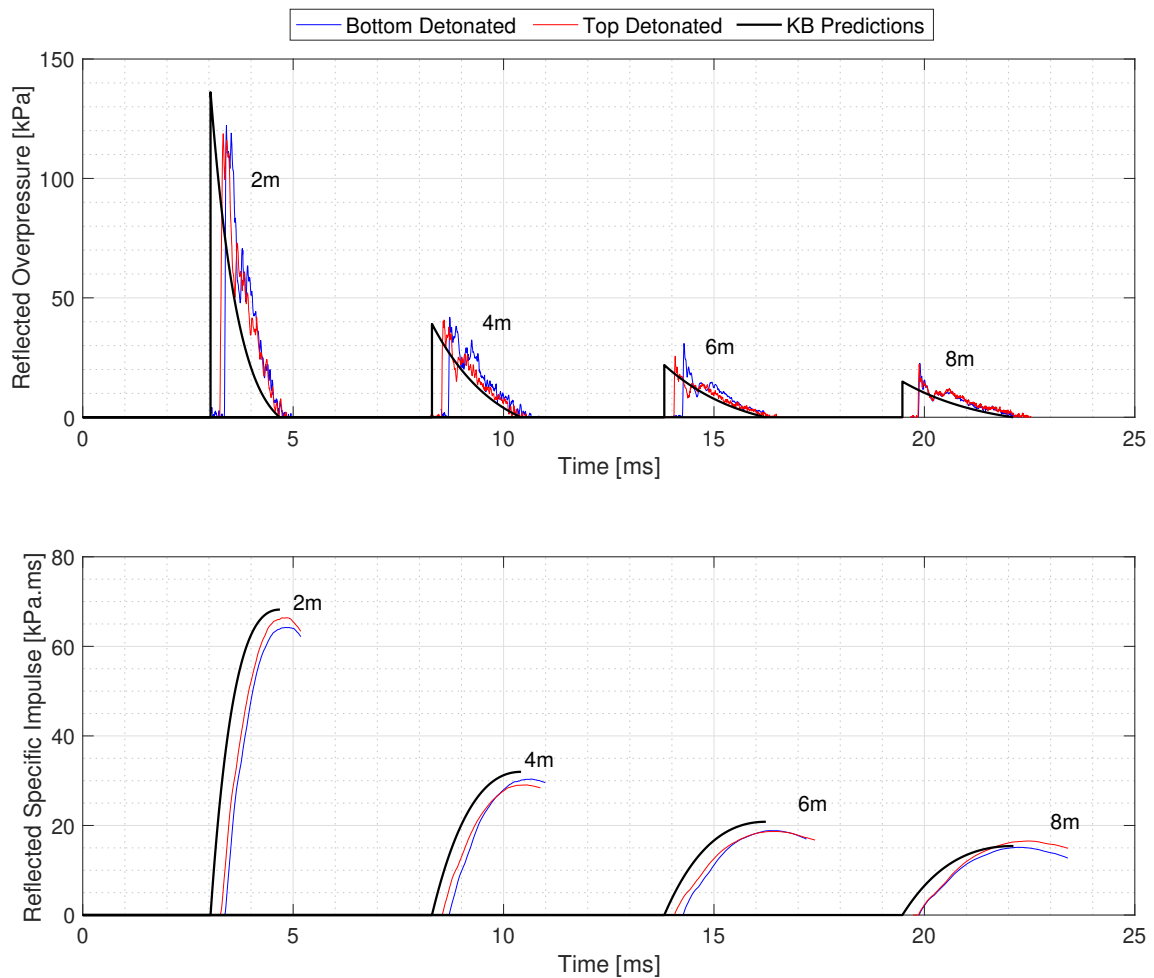 Bottom Detonated Top Detonated KB Predictions
150
100
50
0
Reflected Overpressure [kPa]
2m
4m
6m
8m
0 5 10 15 20 25
Time [ms]
80
60
40
20
0
Reflected Specific Impulse [kPa.ms]
2m
4m
6m
8m
0 5 10 15 20 25
Time [ms]